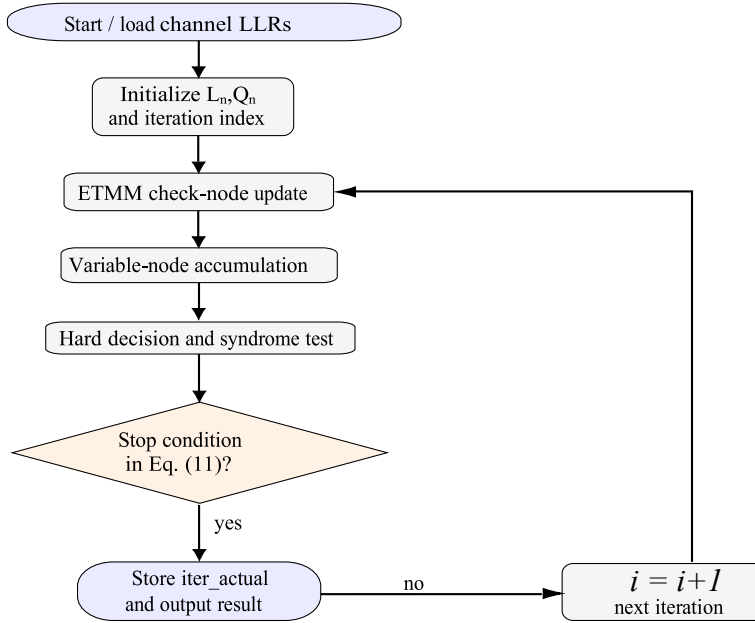 Start / load channel LLRs
Initialize Lₙ,Qₙ
and iteration index
ETMM check-node update
Variable-node accumulation
Hard decision and syndrome test
Stop condition
in Eq. (11)?
yes
Store iter_actual
and output result
no
i = i+1
next iteration